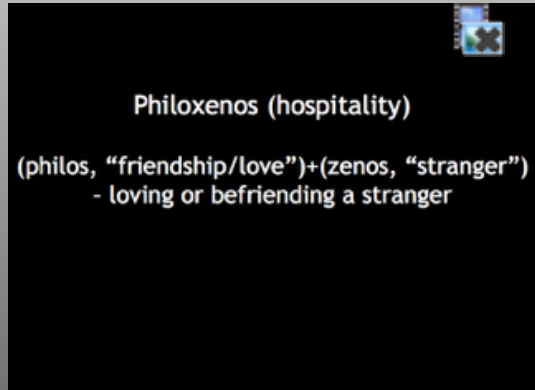 Philoxenos (hospitality)
(philos, “friendship/love”)+(zenos, “stranger”)
– loving or befriending a stranger